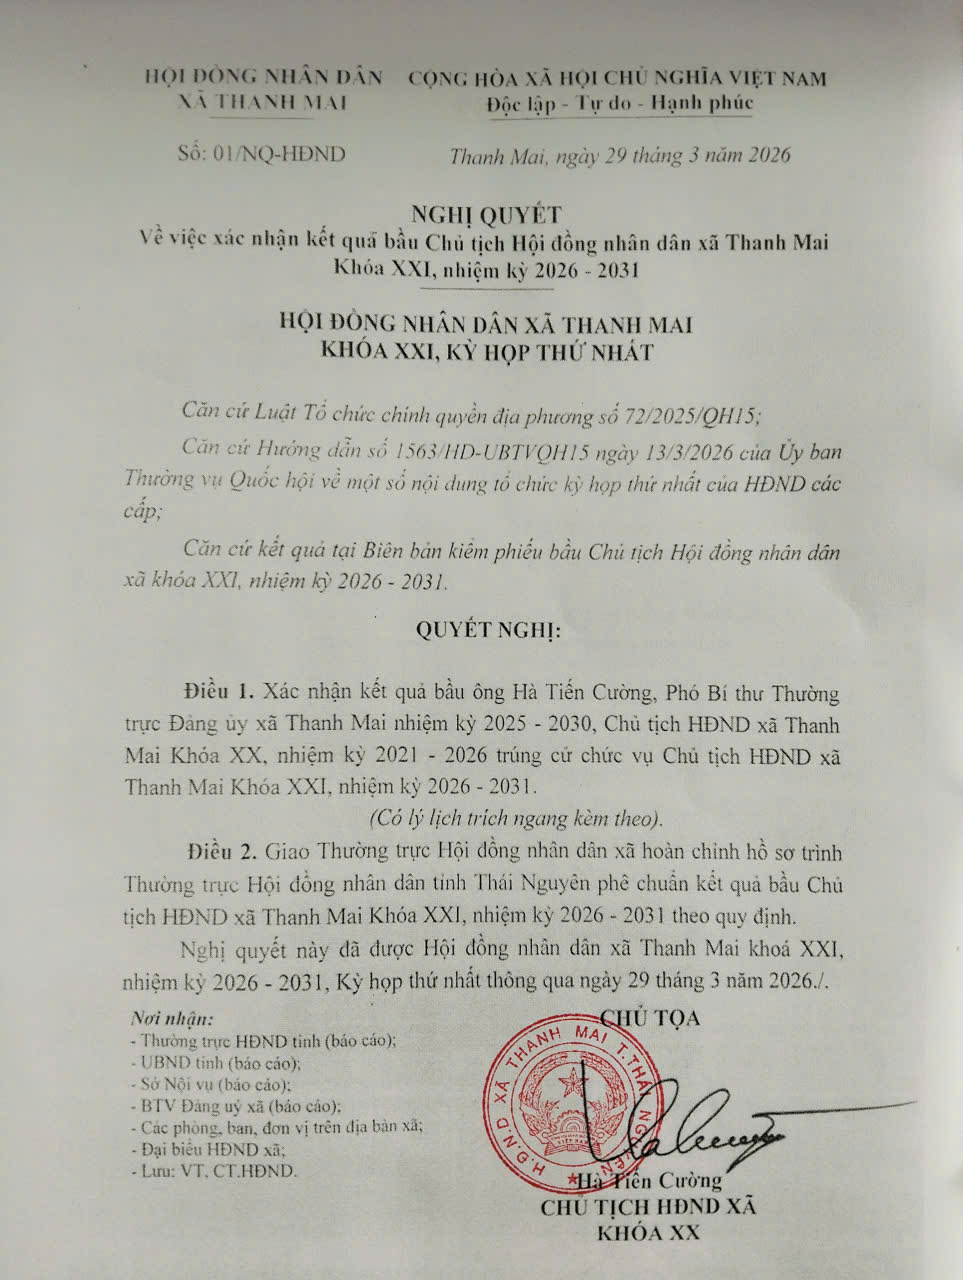 HỘI ĐỒNG NHÂN DÂN
XÃ THANH MAI
CỘNG HÒA XÃ HỘI CHỦ NGHĨA VIỆT NAM
Độc lập - Tự do - Hạnh phúc
Số: 01/NQ-HĐND
Thanh Mai, ngày 29 tháng 3 năm 2026
NGHỊ QUYẾT
Về việc xác nhận kết quả bầu Chủ tịch Hội đồng nhân dân xã Thanh Mai
Khóa XXI, nhiệm kỳ 2026 - 2031
HỘI ĐỒNG NHÂN DÂN XÃ THANH MAI
KHÓA XXI, KỲ HỌP THỨ NHẤT
Căn cứ Luật Tổ chức chính quyền địa phương số 72/2025/QH15;
Căn cứ Hướng dẫn số 1563/HD-UBTVQH15 ngày 13/3/2026 của Ủy ban
Thường vụ Quốc hội về một số nội dung tổ chức kỳ họp thứ nhất của HĐND các
cấp;
Căn cứ kết quả tại Biên bản kiểm phiếu bầu Chủ tịch Hội đồng nhân dân
xã khóa XXI, nhiệm kỳ 2026 - 2031.
QUYẾT NGHỊ:
Điều 1. Xác nhận kết quả bầu ông Hà Tiến Cường, Phó Bí thư Thường
trực Đảng ủy xã Thanh Mai nhiệm kỳ 2025 - 2030, Chủ tịch HĐND xã Thanh
Mai Khóa XX, nhiệm kỳ 2021 - 2026 trúng cử chức vụ Chủ tịch HĐND xã
Thanh Mai Khóa XXI, nhiệm kỳ 2026 - 2031.
(Có lý lịch trích ngang kèm theo).
Điều 2. Giao Thường trực Hội đồng nhân dân xã hoàn chỉnh hồ sơ trình
Thường trực Hội đồng nhân dân tỉnh Thái Nguyên phê chuẩn kết quả bầu Chủ
tịch HĐND xã Thanh Mai Khóa XXI, nhiệm kỳ 2026 - 2031 theo quy định.
Nghị quyết này đã được Hội đồng nhân dân xã Thanh Mai khoá XXI,
nhiệm kỳ 2026 - 2031, Kỳ họp thứ nhất thông qua ngày 29 tháng 3 năm 2026./.
Nơi nhận:
- Thường trực HĐND tỉnh (báo cáo);
- UBND tỉnh (báo cáo);
- Sở Nội vụ (báo cáo);
- BTV Đảng uỷ xã (báo cáo);
- Các phòng, ban, đơn vị trên địa bàn xã;
- Đại biểu HĐND xã;
- Lưu: VT, CT.HĐND.
CHỦ TỌA
H.Đ.N.D XÃ THANH MAI T.THÁI NGUYÊN
VIỆT NAM
Hà Tiến Cường
CHỦ TỊCH HĐND XÃ
KHÓA XX